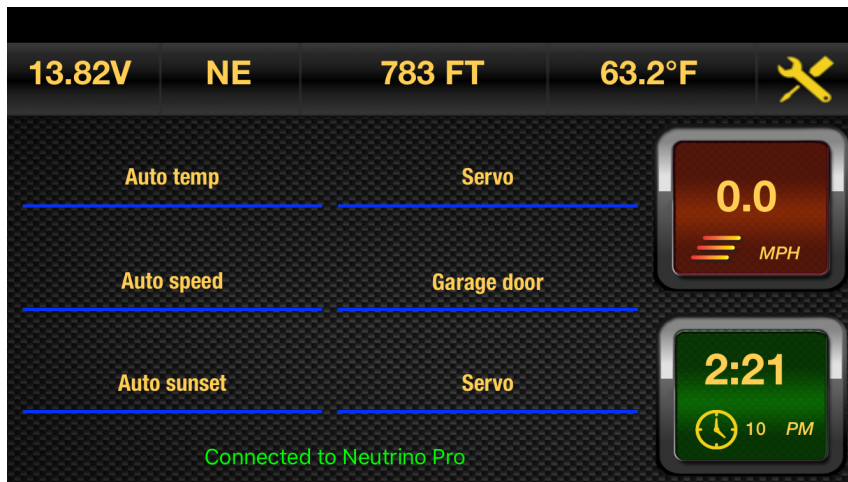 13.82V NE 783 FT 63.2°F
Auto temp Servo
0.0
MPH
Auto speed Garage door
2:21
10 PM
Auto sunset Servo
Connected to Neutrino Pro